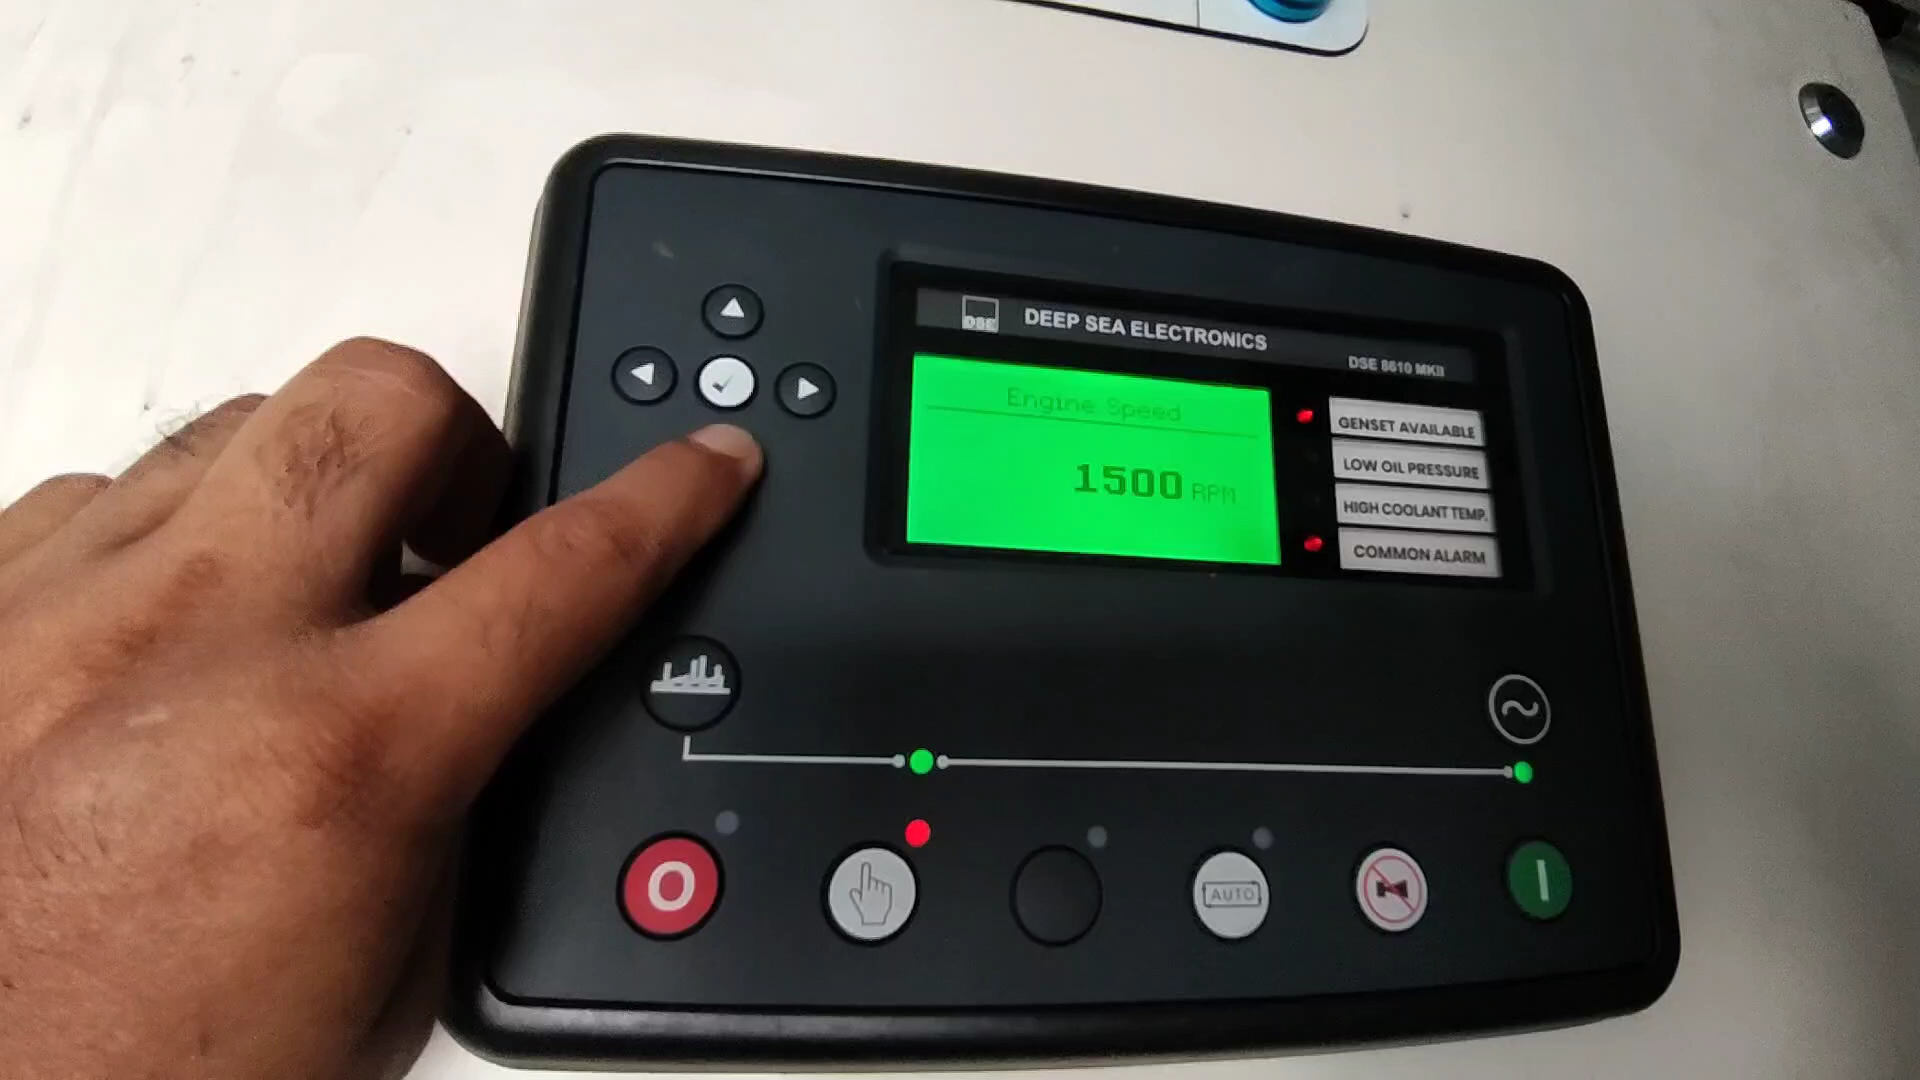 DSE DEEP SEA ELECTRONICS
DSE 8610 MKII
Engine Speed
1500 RPM
GENSET AVAILABLE
LOW OIL PRESSURE
HIGH COOLANT TEMP.
COMMON ALARM
O
AUTO
I